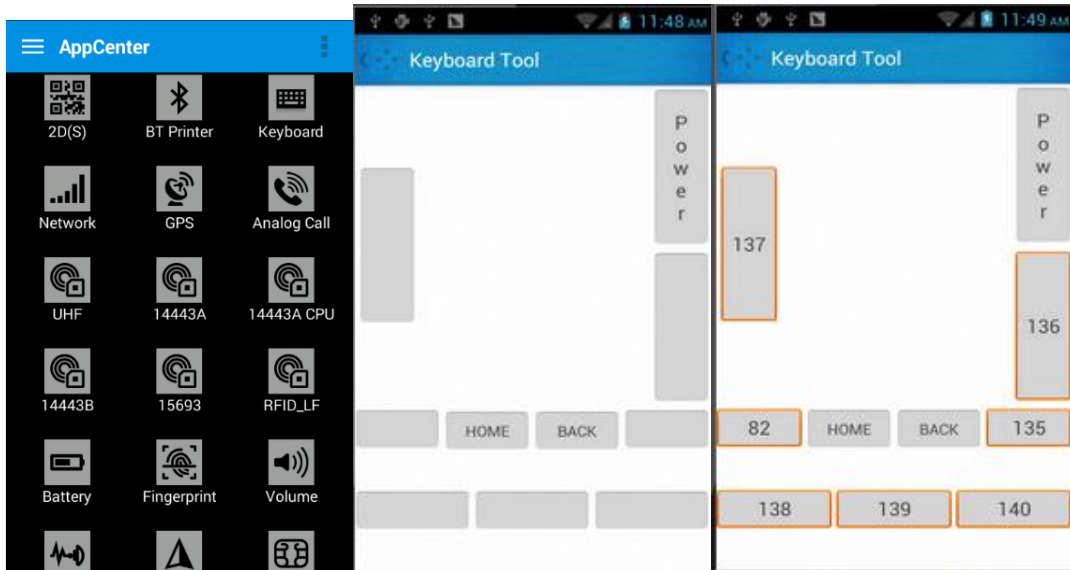 AppCenter
2D(S) BT Printer Keyboard
Network GPS Analog Call
UHF 14443A 14443A CPU
14443B 15693 RFID_LF
Battery Fingerprint Volume
11:48 AM
Keyboard Tool
Power
HOME BACK
11:49 AM
Keyboard Tool
Power
137
136
82 HOME BACK 135
138 139 140